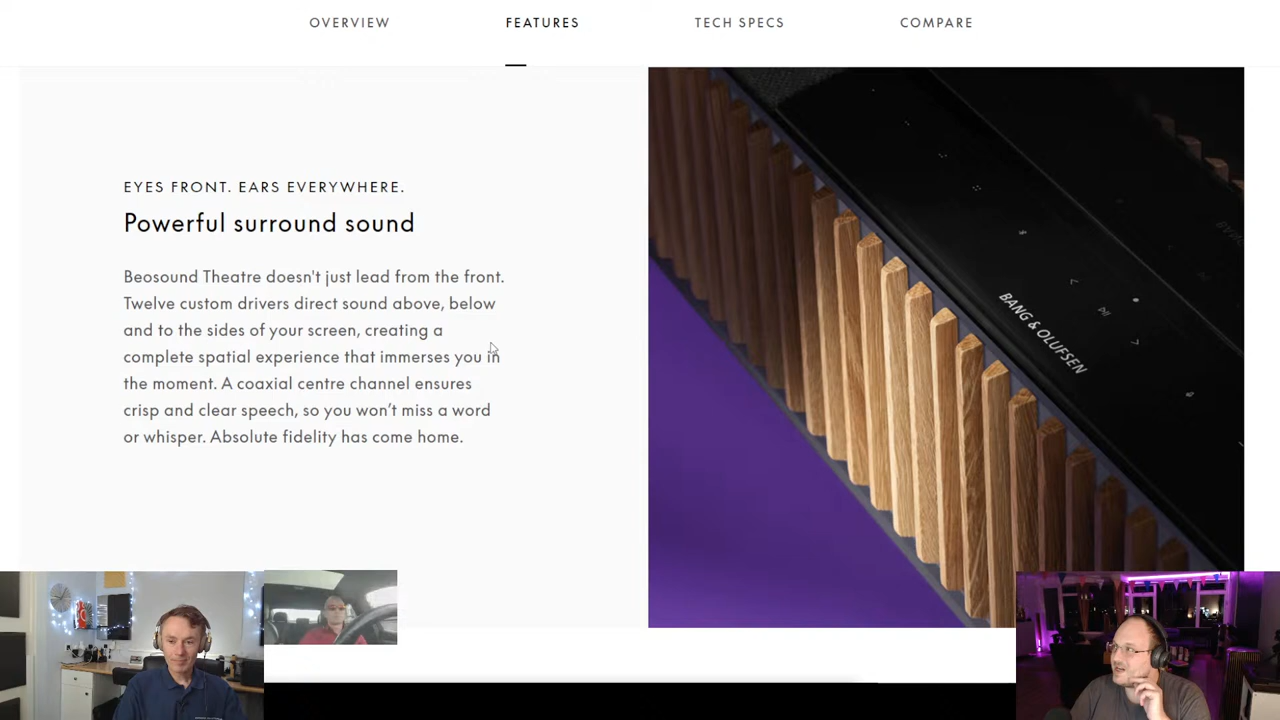 OVERVIEW
FEATURES
TECH SPECS
COMPARE
EYES FRONT. EARS EVERYWHERE.
Powerful surround sound
Beosound Theatre doesn't just lead from the front.
Twelve custom drivers direct sound above, below
and to the sides of your screen, creating a
complete spatial experience that immerses you in
the moment. A coaxial centre channel ensures
crisp and clear speech, so you won’t miss a word
or whisper. Absolute fidelity has come home.
BANG & OLUFSEN